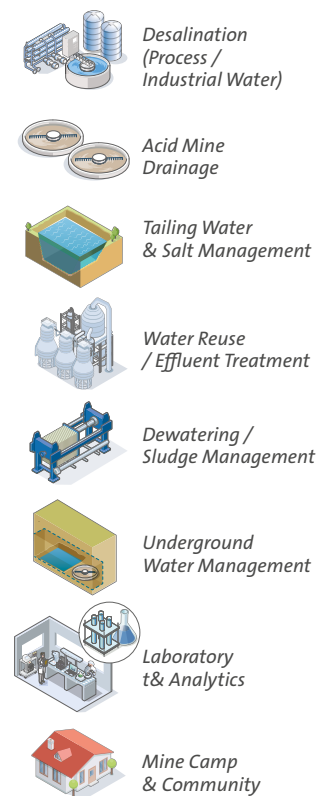 Desalination
(Process /
Industrial Water)
Acid Mine
Drainage
Tailing Water
& Salt Management
Water Reuse
/ Effluent Treatment
Dewatering /
Sludge Management
Underground
Water Management
Laboratory
t& Analytics
Mine Camp
& Community